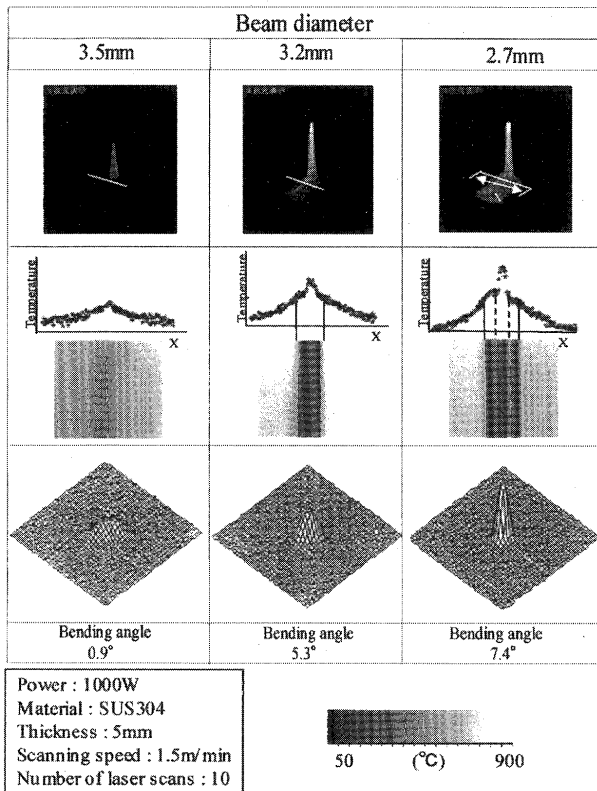 Beam diameter
3.5mm 3.2mm 2.7mm
Temperature Temperature Temperature
X X X
Bending angle Bending angle Bending angle
0.9° 5.3° 7.4°
Power : 1000W
Material : SUS304
Thickness : 5mm
Scanning speed : 1.5m/min
Number of laser scans : 10
50 (°C) 900